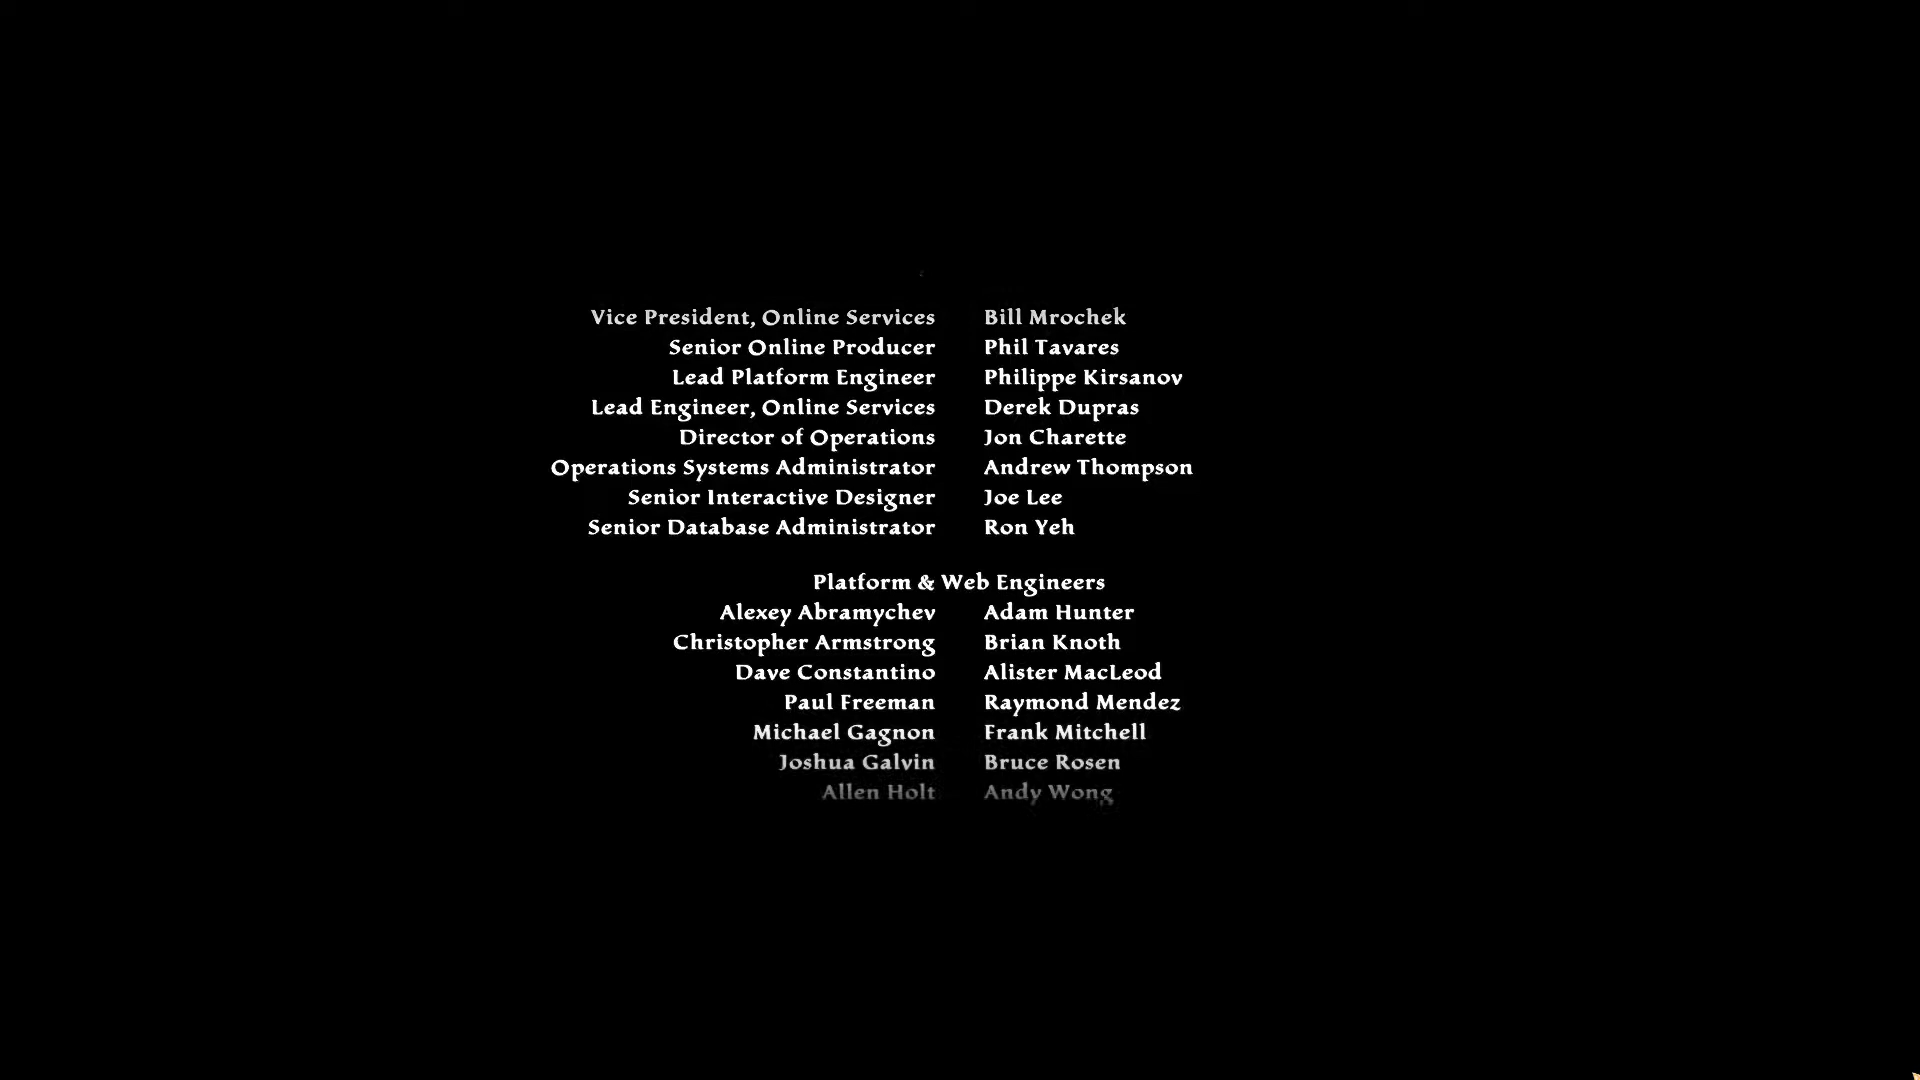 Vice President, Online Services Bill Mrochek
Senior Online Producer Phil Tavares
Lead Platform Engineer Philippe Kirsanov
Lead Engineer, Online Services Derek Dupras
Director of Operations Jon Charette
Operations Systems Administrator Andrew Thompson
Senior Interactive Designer Joe Lee
Senior Database Administrator Ron Yeh
Platform & Web Engineers
Alexey Abramychev Adam Hunter
Christopher Armstrong Brian Knoth
Dave Constantino Alister MacLeod
Paul Freeman Raymond Mendez
Michael Gagnon Frank Mitchell
Joshua Galvin Bruce Rosen
Allen Holt Andy Wong